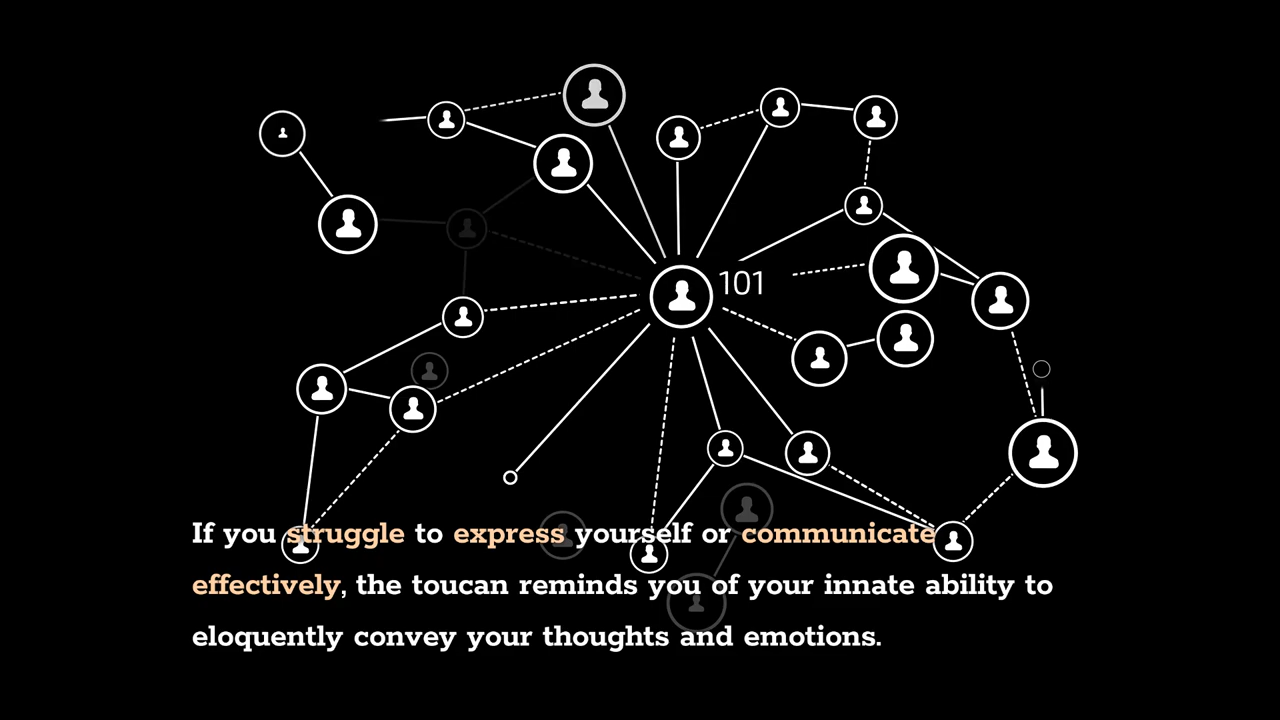 101
If you struggle to express yourself or communicate
effectively, the toucan reminds you of your innate ability to
eloquently convey your thoughts and emotions.